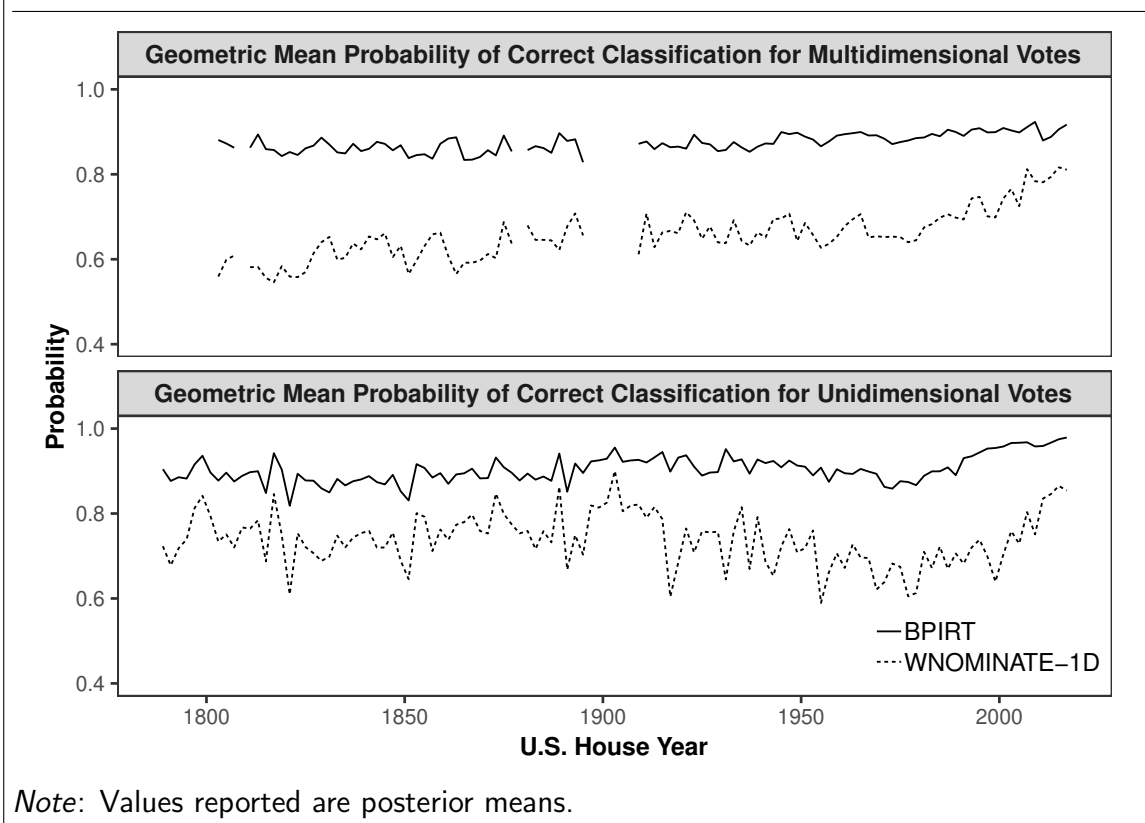 Geometric Mean Probability of Correct Classification for Multidimensional Votes
1.0
0.8
0.6
0.4
Probability
Geometric Mean Probability of Correct Classification for Unidimensional Votes
1.0
0.8
0.6
0.4
BPIRT
WNOMINATE−1D
1800 1850 1900 1950 2000
U.S. House Year
Note: Values reported are posterior means.